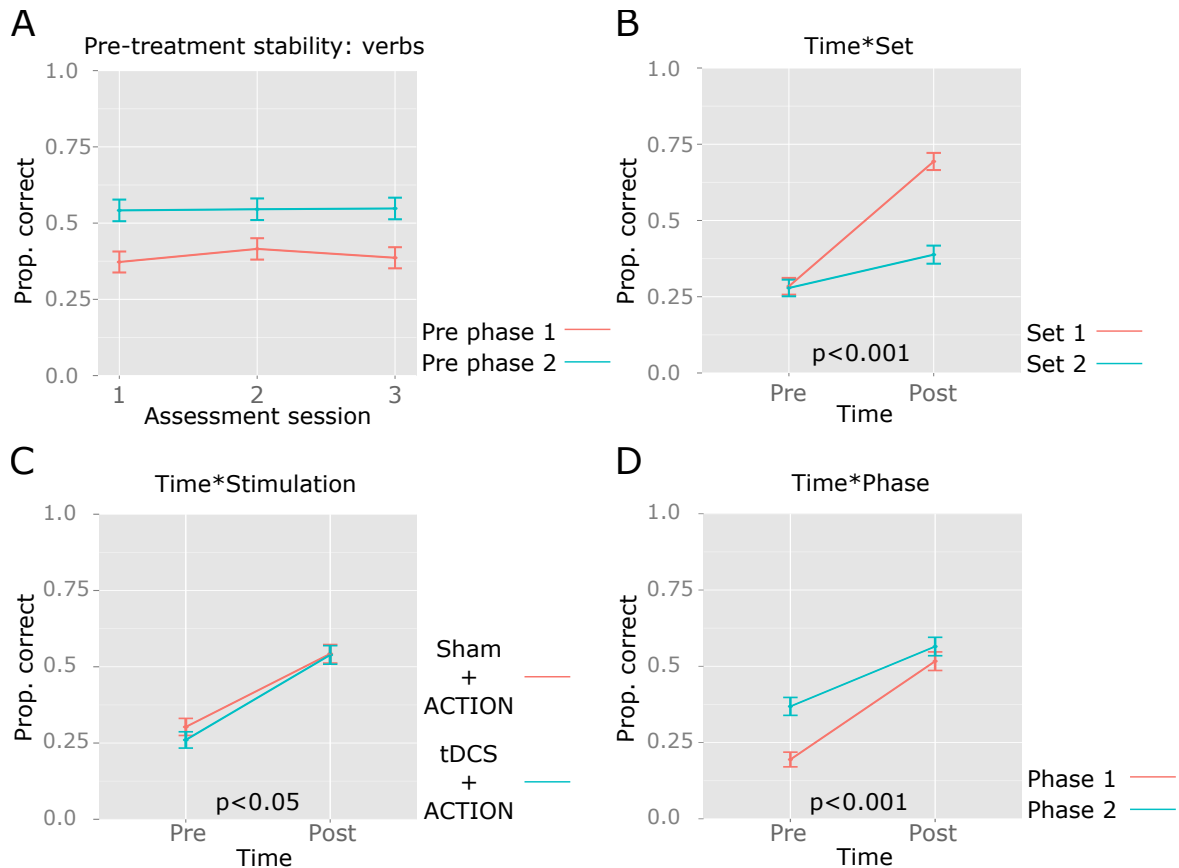 A
Pre-treatment stability: verbs
1.0
0.75
0.5
0.25
0.0
Prop. correct
1 2 3
Assessment session
Pre phase 1
Pre phase 2
B
Time*Set
1.0
0.75
0.5
0.25
0.0
Prop. correct
p<0.001
Pre Post
Time
Set 1
Set 2
C
Time*Stimulation
1.0
0.75
0.5
0.25
0.0
Prop. correct
p<0.05
Pre Post
Time
Sham
+
ACTION
tDCS
+
ACTION
D
Time*Phase
1.0
0.75
0.5
0.25
0.0
Prop. correct
p<0.001
Pre Post
Time
Phase 1
Phase 2